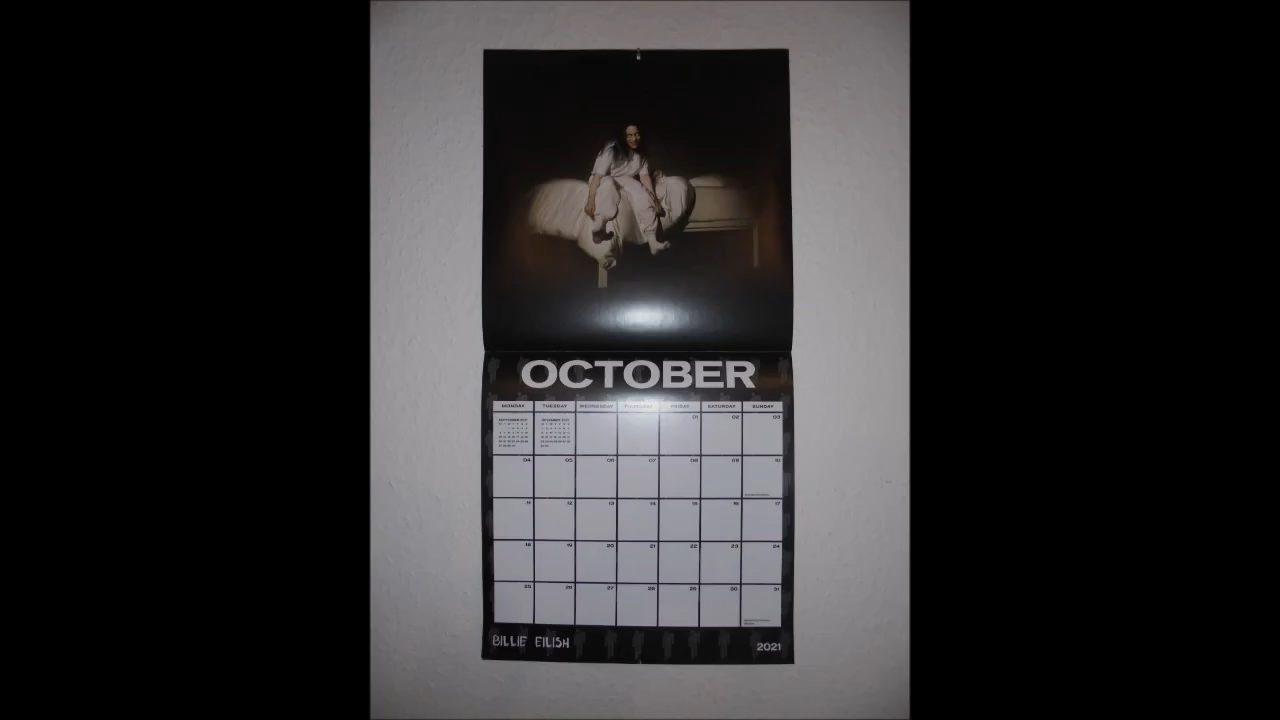 OCTOBER
MONDAY TUESDAY WEDNESDAY THURSDAY FRIDAY SATURDAY SUNDAY
01 02 03
04 05 06 07 08 09 10
11 12 13 14 15 16 17
18 19 20 21 22 23 24
25 26 27 28 29 30 31
BILLIE EILISH
2021